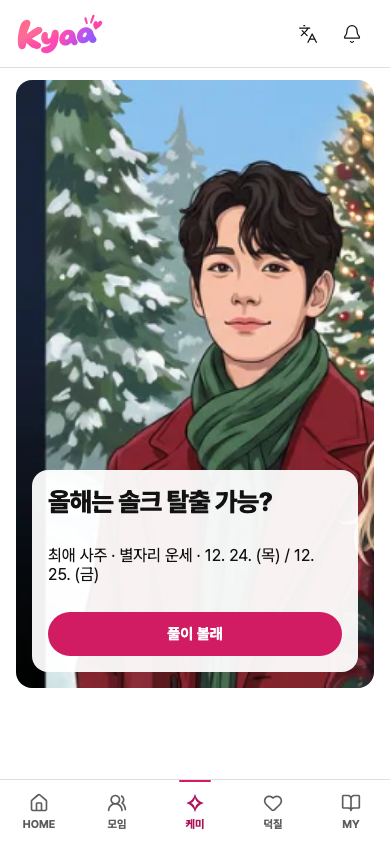 kyaa
올해는 솔크 탈출 가능?
최애 사주 · 별자리 운세 · 12. 24. (목) / 12.
25. (금)
풀이 볼래
HOME
모임
케미
덕질
MY